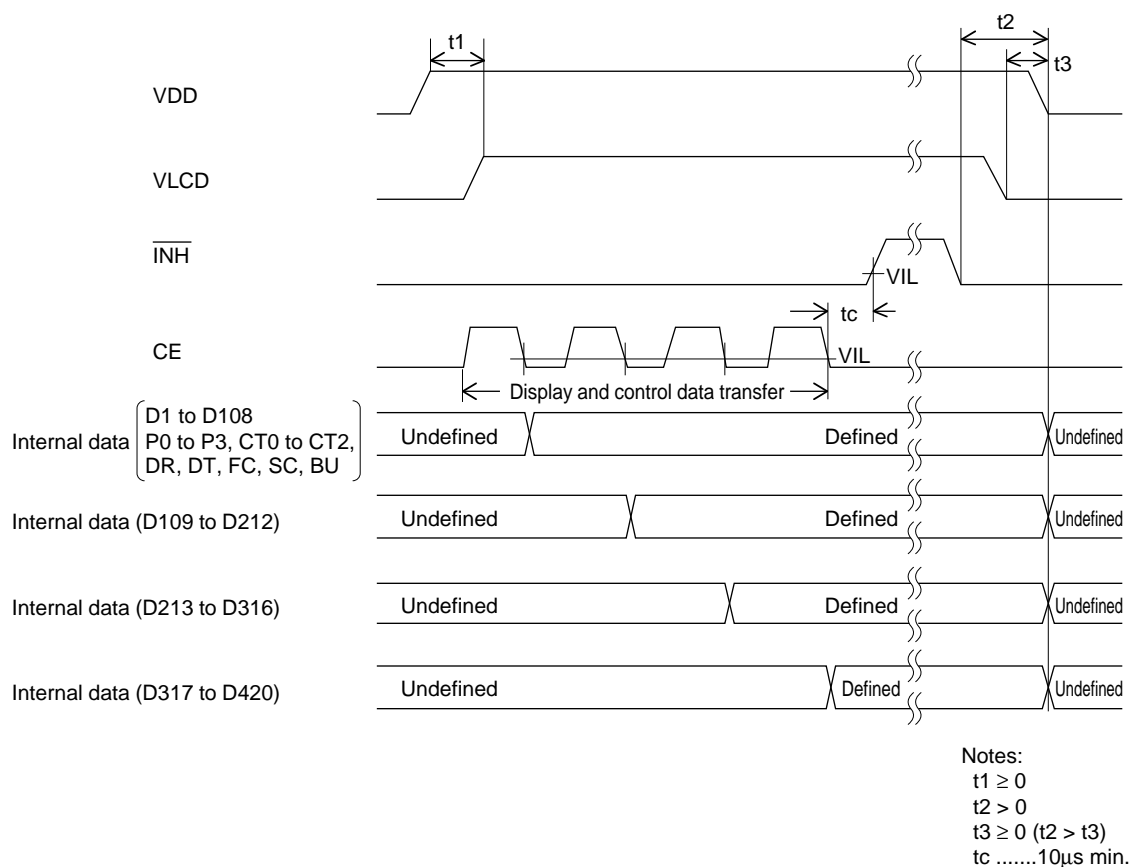 t1
t2
t3
VDD
VLCD
INH
VIL
tc
CE
VIL
Display and control data transfer
Internal data
D1 to D108
P0 to P3, CT0 to CT2,
DR, DT, FC, SC, BU
Undefined
Defined
Undefined
Internal data (D109 to D212)
Undefined
Defined
Undefined
Internal data (D213 to D316)
Undefined
Defined
Undefined
Internal data (D317 to D420)
Undefined
Defined
Undefined
Notes:
t1 ≥ 0
t2 > 0
t3 ≥ 0 (t2 > t3)
tc .......10μs min.